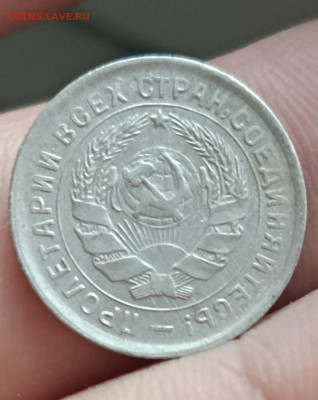 COINS.LAVE.RU
ПРОЛЕТАРИИ ВСЕХ СТРАН, СОЕДИНЯЙТЕСЬ! —